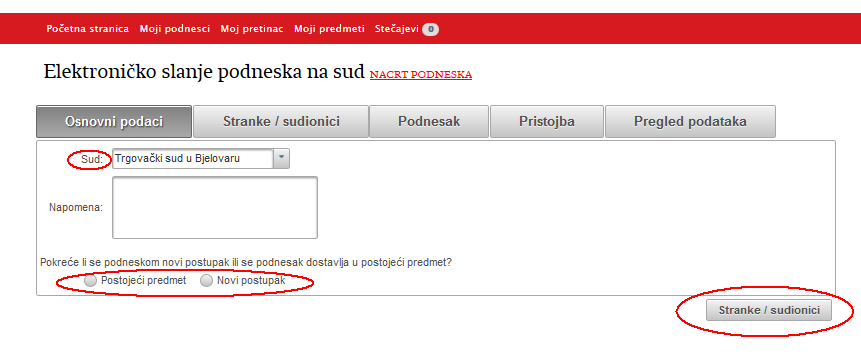 Početna stranica Moji podnesci Moj pretinac Moji predmeti Stečajevi 0
Elektroničko slanje podneska na sud NACRT PODNESKA
Osnovni podaci Stranke / sudionici Podnesak Pristojba Pregled podataka
Sud: Trgovački sud u Bjelovaru
Napomena:
Pokreće li se podneskom novi postupak ili se podnesak dostavlja u postojeći predmet?
Postojeći predmet Novi postupak
Stranke / sudionici